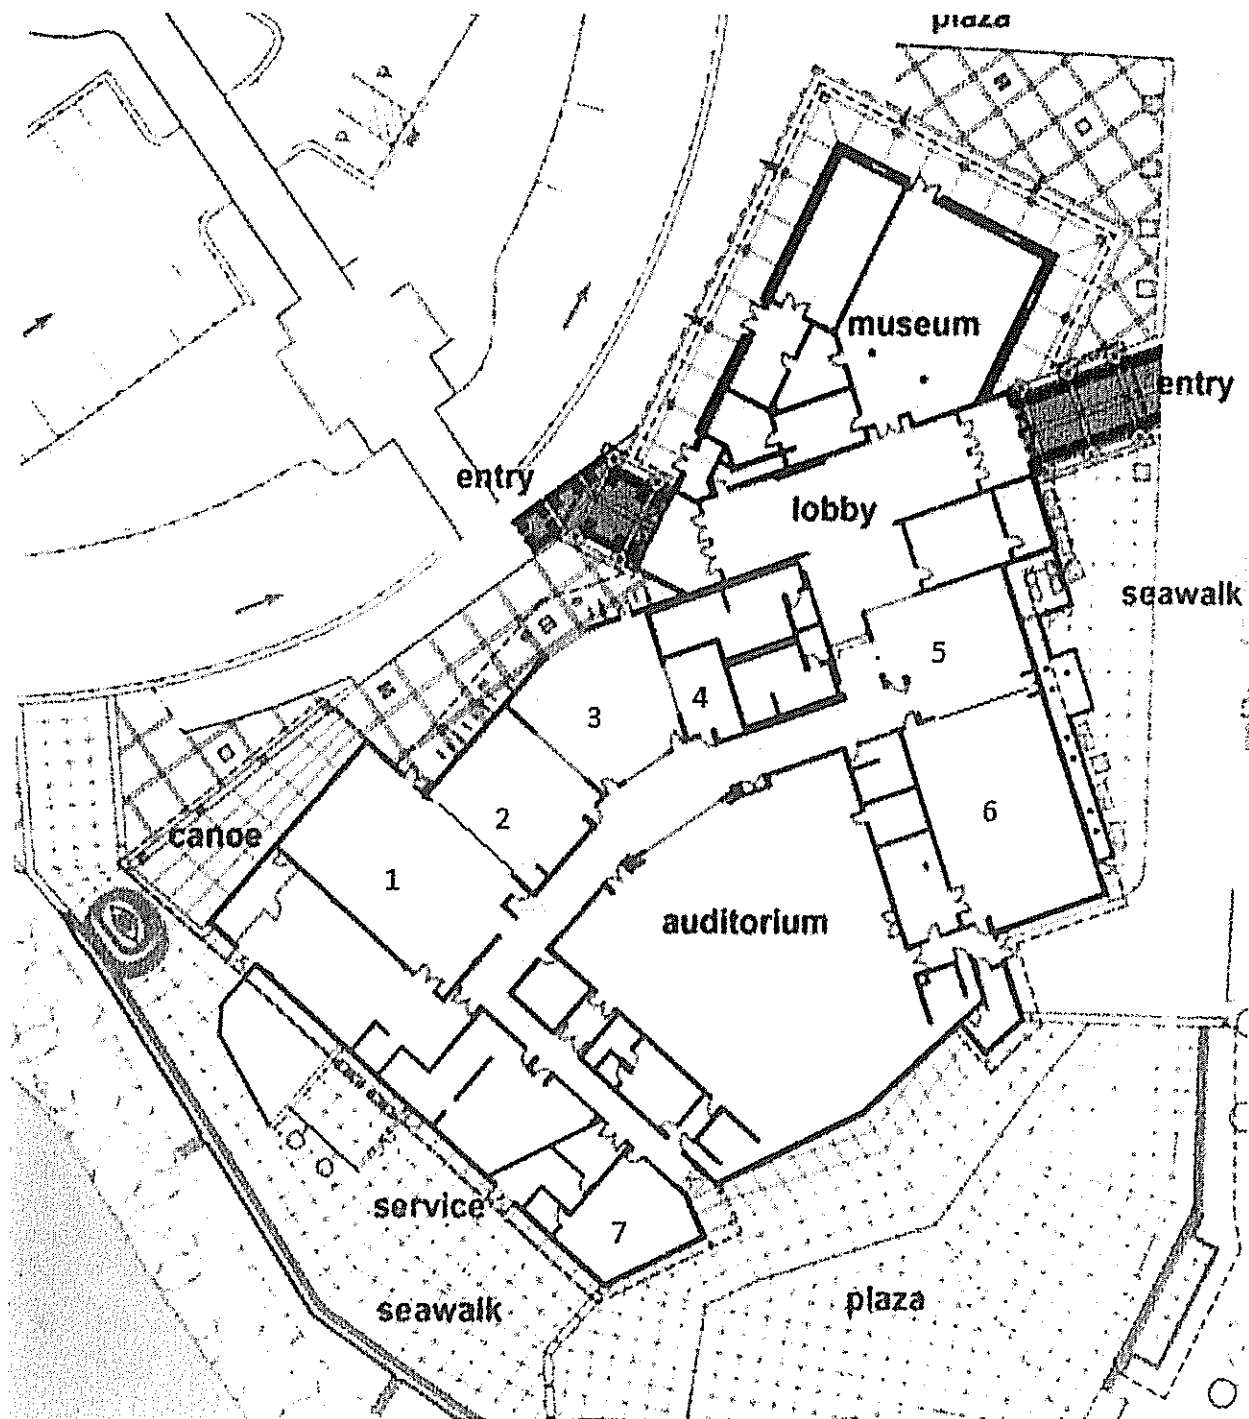 plaza
museum
entry
entry
lobby
seawalk
5
4
3
2
6
canoe
1
auditorium
service
7
seawalk
plaza